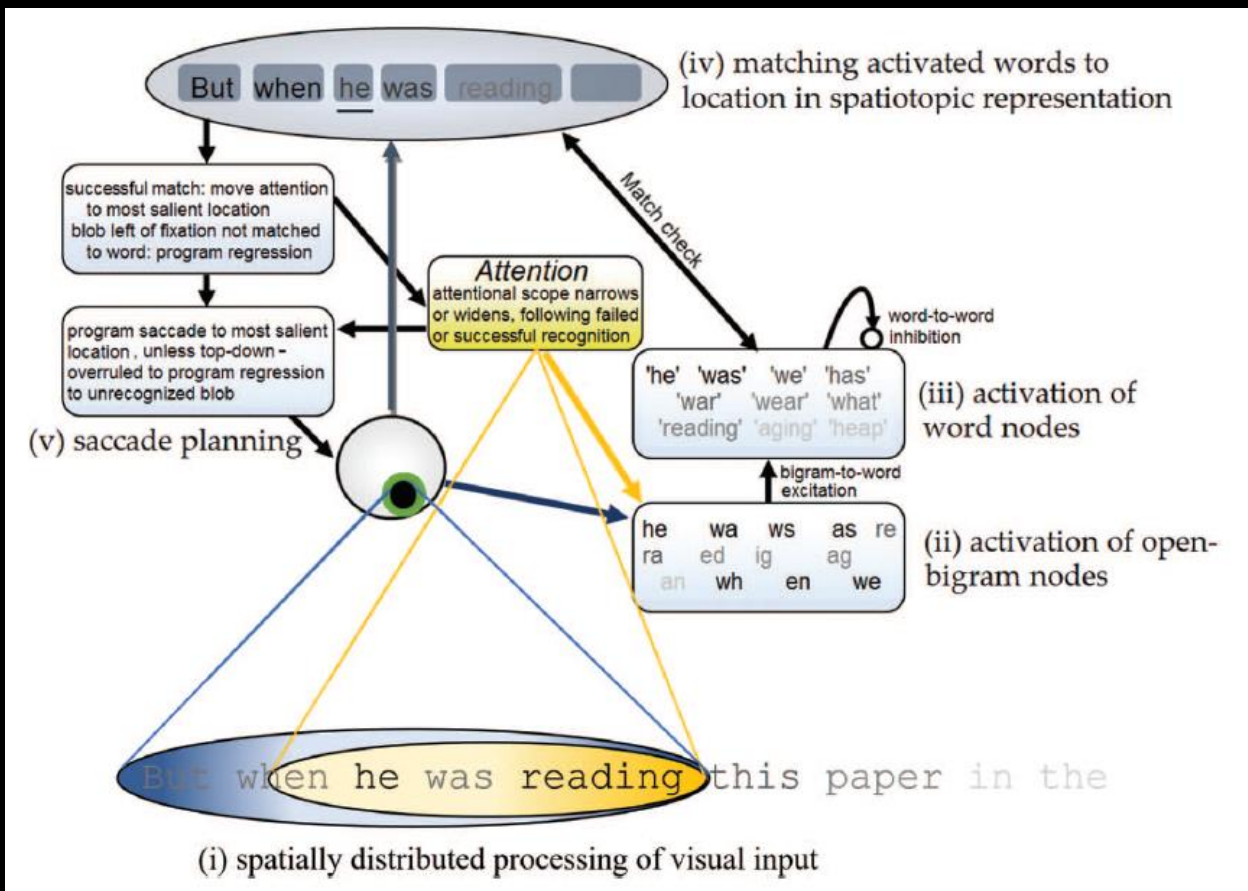 But when he was reading
(iv) matching activated words to
location in spatiotopic representation
successful match: move attention
to most salient location
blob left of fixation not matched
to word: program regression
Match check
Attention
attentional scope narrows
or widens, following failed
or successful recognition
program saccade to most salient
location , unless top-down -
overruled to program regression
to unrecognized blob
(v) saccade planning
word-to-word
inhibition
'he' 'was' 'we' 'has'
'war' 'wear' 'what'
'reading' 'aging' 'heap'
(iii) activation of
word nodes
bigram-to-word
excitation
he wa ws as re
ra ed ig ag
an wh en we
(ii) activation of open-
bigram nodes
But when he was reading this paper in the
(i) spatially distributed processing of visual input